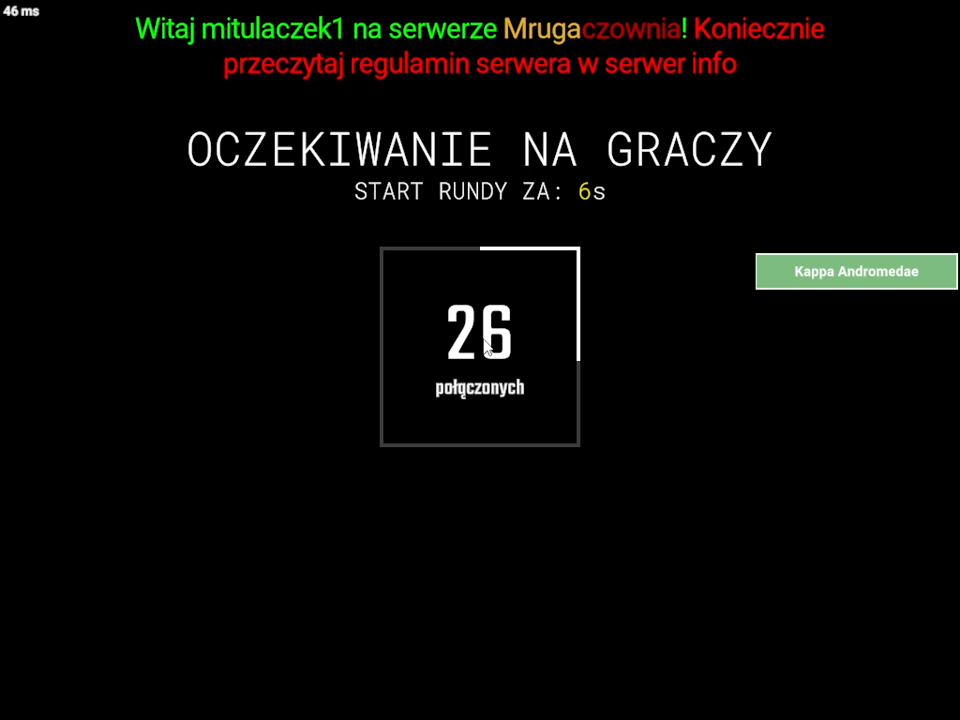 46 ms
Witaj mitulaczek1 na serwerze Mrugaczownia! Koniecznie
przeczytaj regulamin serwera w serwer info
OCZEKIWANIE NA GRACZY
START RUNDY ZA: 6s
Kappa Andromedae
26
połączonych